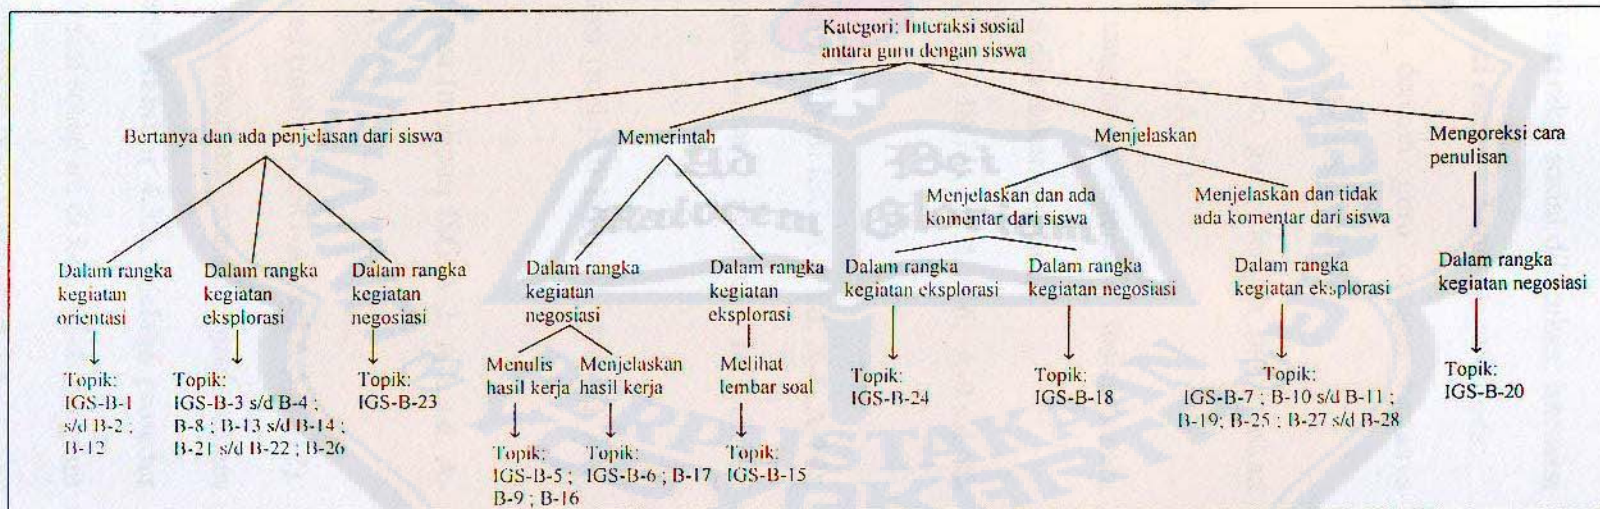 Kategori: Interaksi sosial
antara guru dengan siswa
Bertanya dan ada penjelasan dari siswa
Memerintah
Menjelaskan
Mengoreksi cara
penulisan
Menjelaskan dan ada
komentar dari siswa
Menjelaskan dan tidak
ada komentar dari siswa
Dalam rangka
kegiatan
orientasi
Dalam rangka
kegiatan
eksplorasi
Dalam rangka
kegiatan
negosiasi
Dalam rangka
kegiatan
negosiasi
Dalam rangka
kegiatan
eksplorasi
Dalam rangka
kegiatan eksplorasi
Dalam rangka
kegiatan negosiasi
Dalam rangka
kegiatan eksplorasi
Dalam rangka
kegiatan negosiasi
Menulis
hasil kerja
Menjelaskan
hasil kerja
Melihat
lembar soal
Topik:
IGS-B-1
s/d B-2 ;
B-12
Topik:
IGS-B-3 s/d B-4 ;
B-8 ; B-13 s/d B-14 ;
B-21 s/d B-22 ; B-26
Topik:
IGS-B-23
Topik:
IGS-B-5 ;
B-9 ; B-16
Topik:
IGS-B-6 ; B-17
Topik:
IGS-B-15
Topik:
IGS-B-24
Topik:
IGS-B-18
Topik:
IGS-B-7 ; B-10 s/d B-11 ;
B-19; B-25 ; B-27 s/d B-28
Topik:
IGS-B-20
Ad
Dei